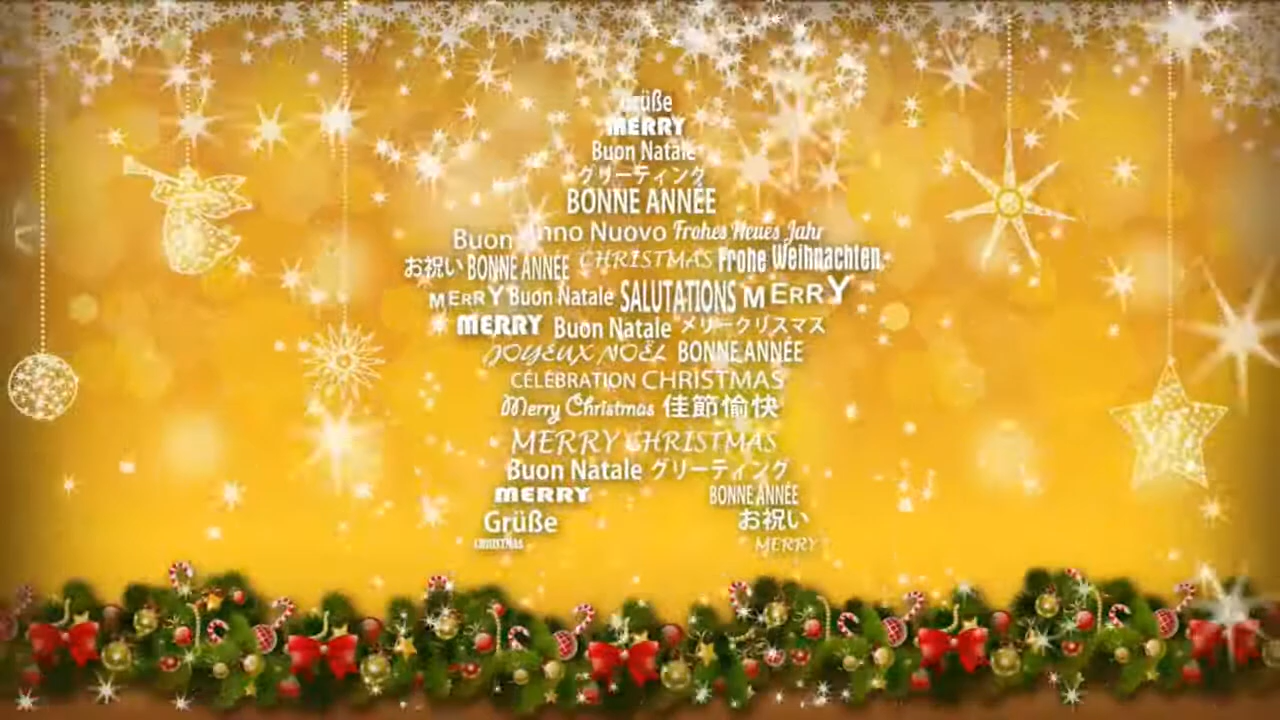 Grüße
MERRY
Buon Natale
グリーティング
BONNE ANNÉE
Buon Anno Nuovo Frohes Neues Jahr
お祝い BONNE ANNÉE CHRISTMAS Frohe Weihnachten
MERRY Buon Natale SALUTATIONS MERRY
MERRY Buon Natale メリークリスマス
JOYEUX NOËL BONNE ANNÉE
CÉLÉBRATION CHRISTMAS
Merry Christmas 佳節愉快
MERRY CHRISTMAS
Buon Natale グリーティング
MERRY BONNE ANNÉE
Grüße お祝い
CHRISTMAS MERRY